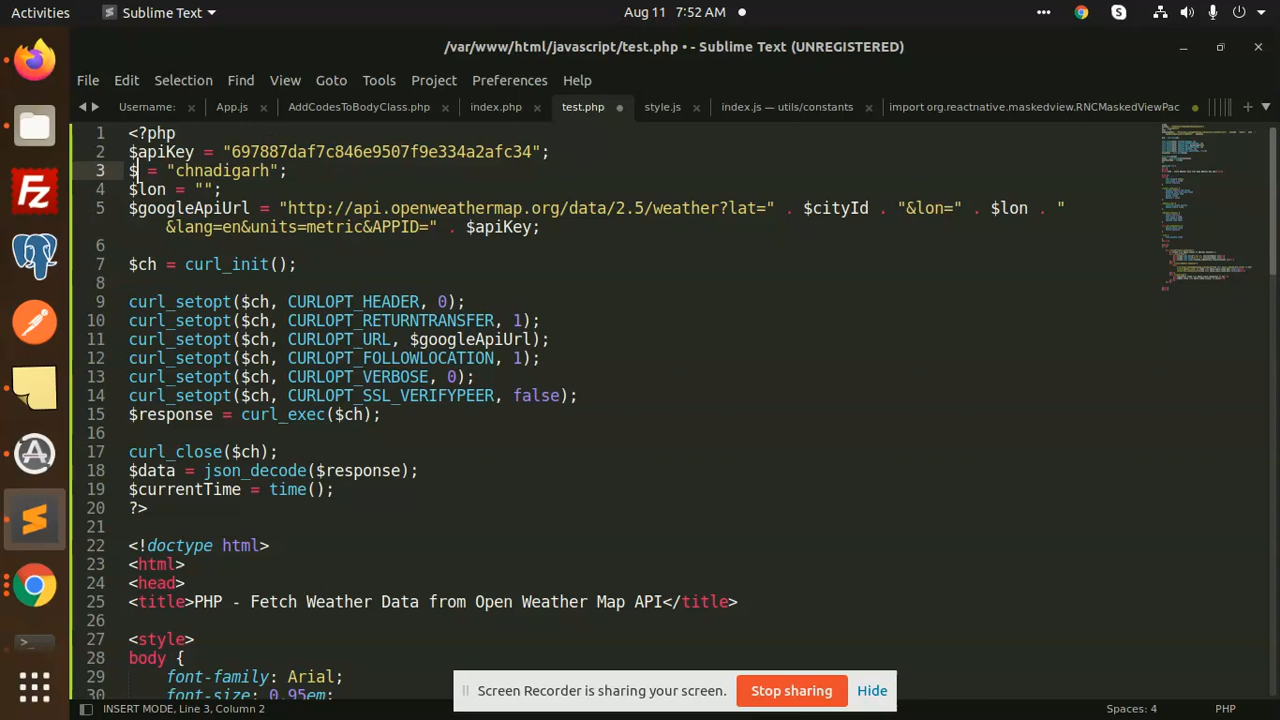 Activities
Sublime Text
Aug 11 7:52 AM
/var/www/html/javascript/test.php • - Sublime Text (UNREGISTERED)
File Edit Selection Find View Goto Tools Project Preferences Help
Username: App.js AddCodesToBodyClass.php index.php test.php style.js index.js — utils/constants import org.reactnative.maskedview.RNCMaskedViewPac
1 <?php
2 $apiKey = "697887daf7c846e9507f9e334a2afc34";
3 $ = "chnadigarh";
4 $lon = "";
5 $googleApiUrl = "http://api.openweathermap.org/data/2.5/weather?lat=" . $cityId . "&lon=" . $lon . "
&lang=en&units=metric&APPID=" . $apiKey;
6
7 $ch = curl_init();
8
9 curl_setopt($ch, CURLOPT_HEADER, 0);
10 curl_setopt($ch, CURLOPT_RETURNTRANSFER, 1);
11 curl_setopt($ch, CURLOPT_URL, $googleApiUrl);
12 curl_setopt($ch, CURLOPT_FOLLOWLOCATION, 1);
13 curl_setopt($ch, CURLOPT_VERBOSE, 0);
14 curl_setopt($ch, CURLOPT_SSL_VERIFYPEER, false);
15 $response = curl_exec($ch);
16
17 curl_close($ch);
18 $data = json_decode($response);
19 $currentTime = time();
20 ?>
21
22 <!doctype html>
23 <html>
24 <head>
25 <title>PHP - Fetch Weather Data from Open Weather Map API</title>
26
27 <style>
28 body {
29 font-family: Arial;
30 font-size: 0.95em;
Screen Recorder is sharing your screen. Stop sharing Hide
INSERT MODE, Line 3, Column 2
Spaces: 4
PHP